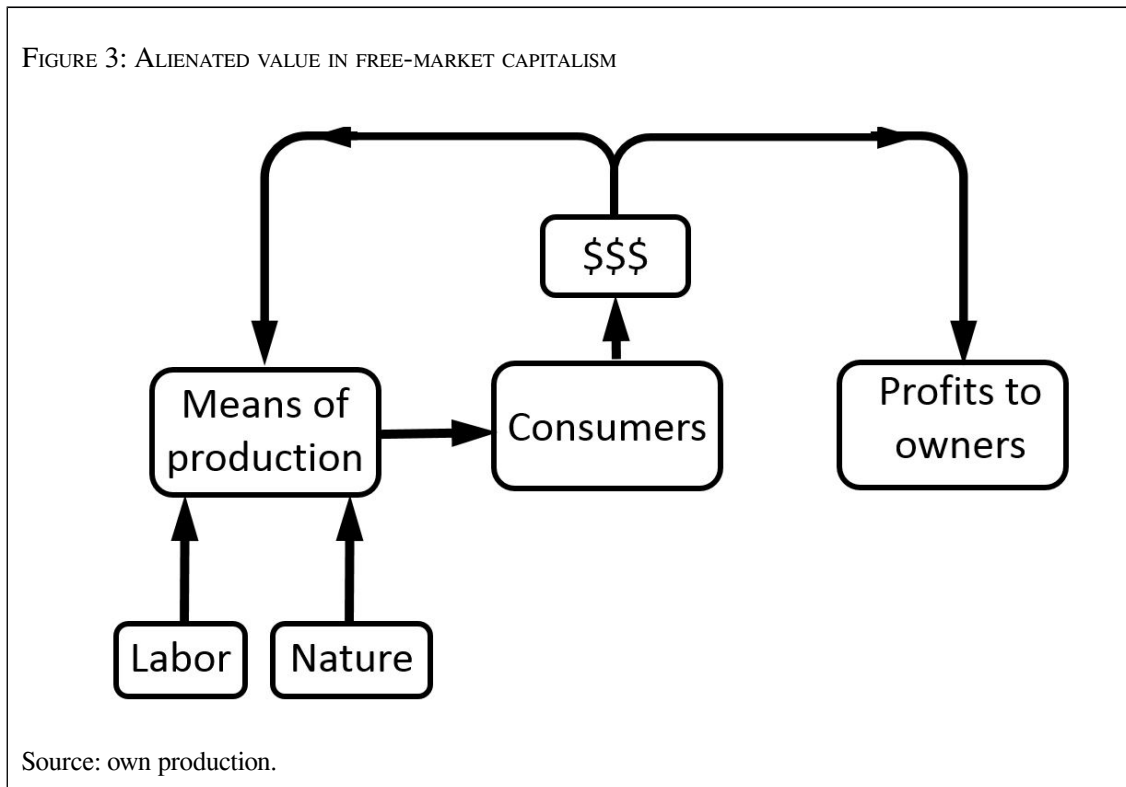 FIGURE 3: ALIENATED VALUE IN FREE-MARKET CAPITALISM
$$$
Means of
production
Consumers
Profits to
owners
Labor
Nature
Source: own production.